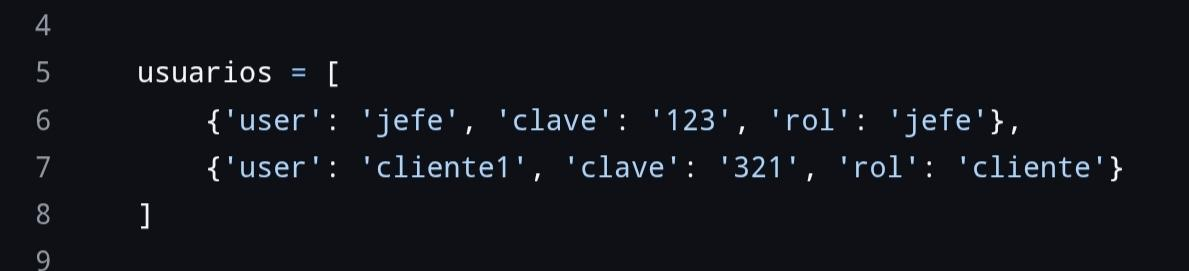 4
5 usuarios = [
6 {'user': 'jefe', 'clave': '123', 'rol': 'jefe'},
7 {'user': 'cliente1', 'clave': '321', 'rol': 'cliente'}
8 ]
9